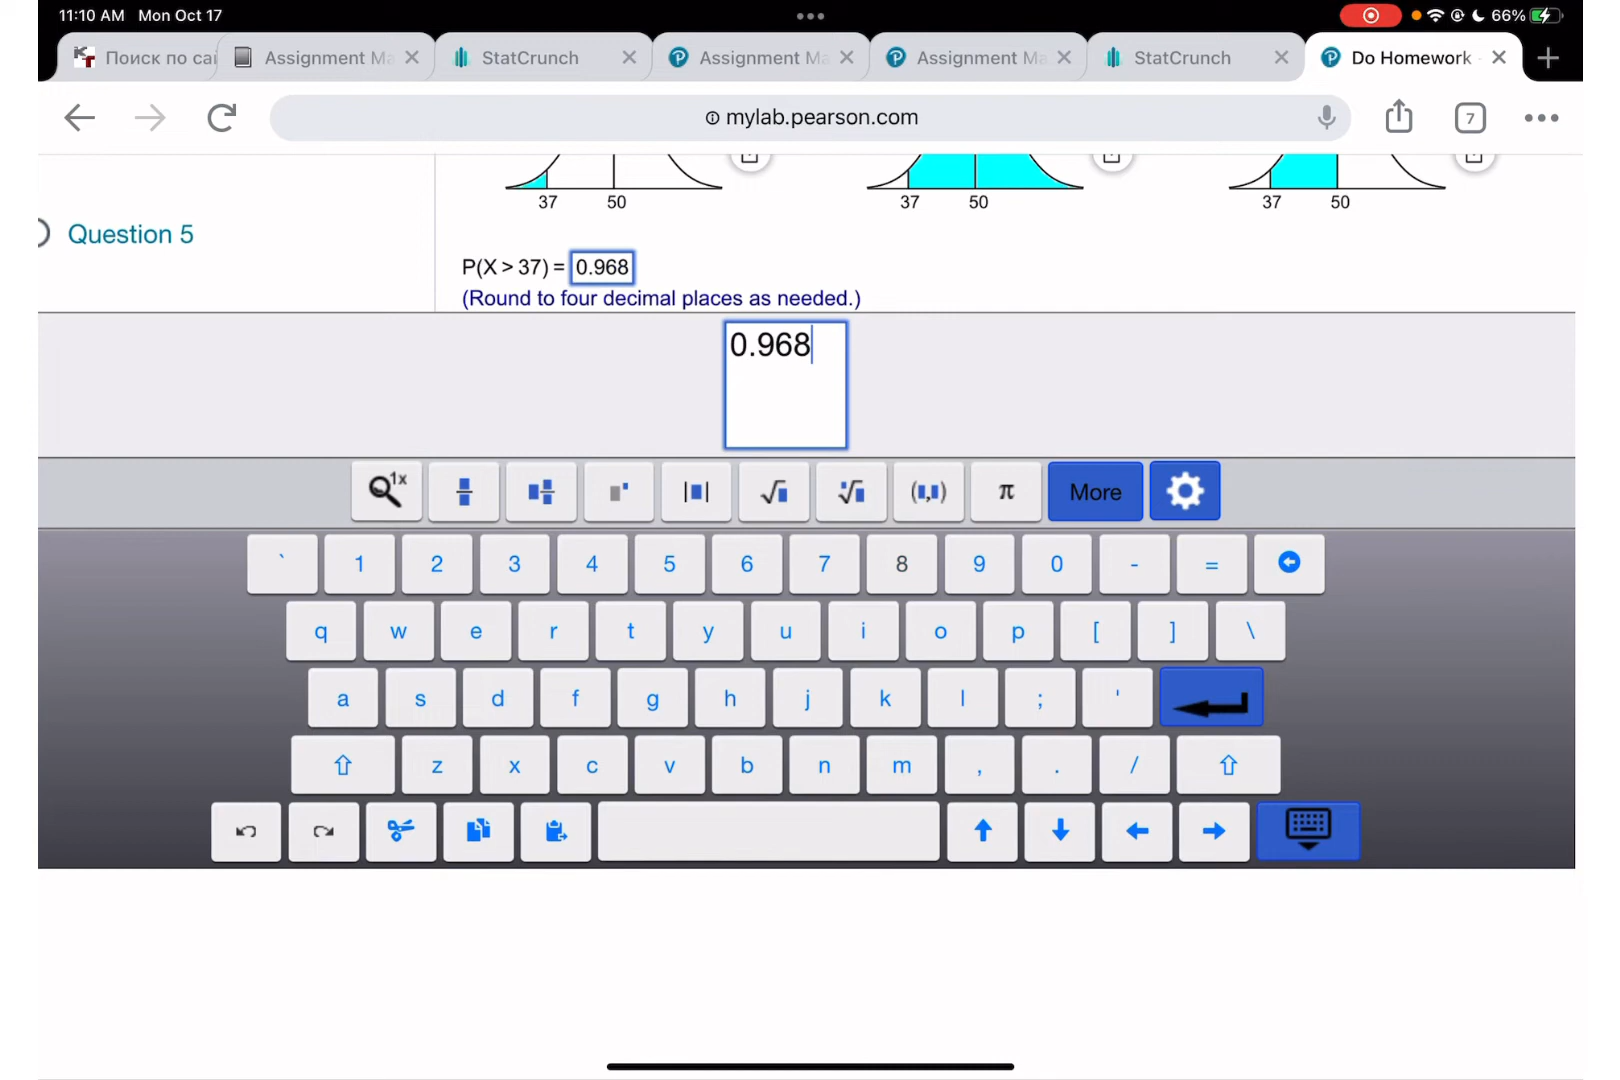 11:10 AM Mon Oct 17
66%
Поиск по сай
Assignment Ma
StatCrunch
Assignment Ma
Assignment Ma
StatCrunch
Do Homework -
mylab.pearson.com
7
37 50
37 50
37 50
Question 5
P(X > 37) = 0.968
(Round to four decimal places as needed.)
0.968
1x
|■| √ ∛ (▮,▮) π More
` 1 2 3 4 5 6 7 8 9 0 - =
q w e r t y u i o p [ ] \
a s d f g h j k l ; '
z x c v b n m , . /